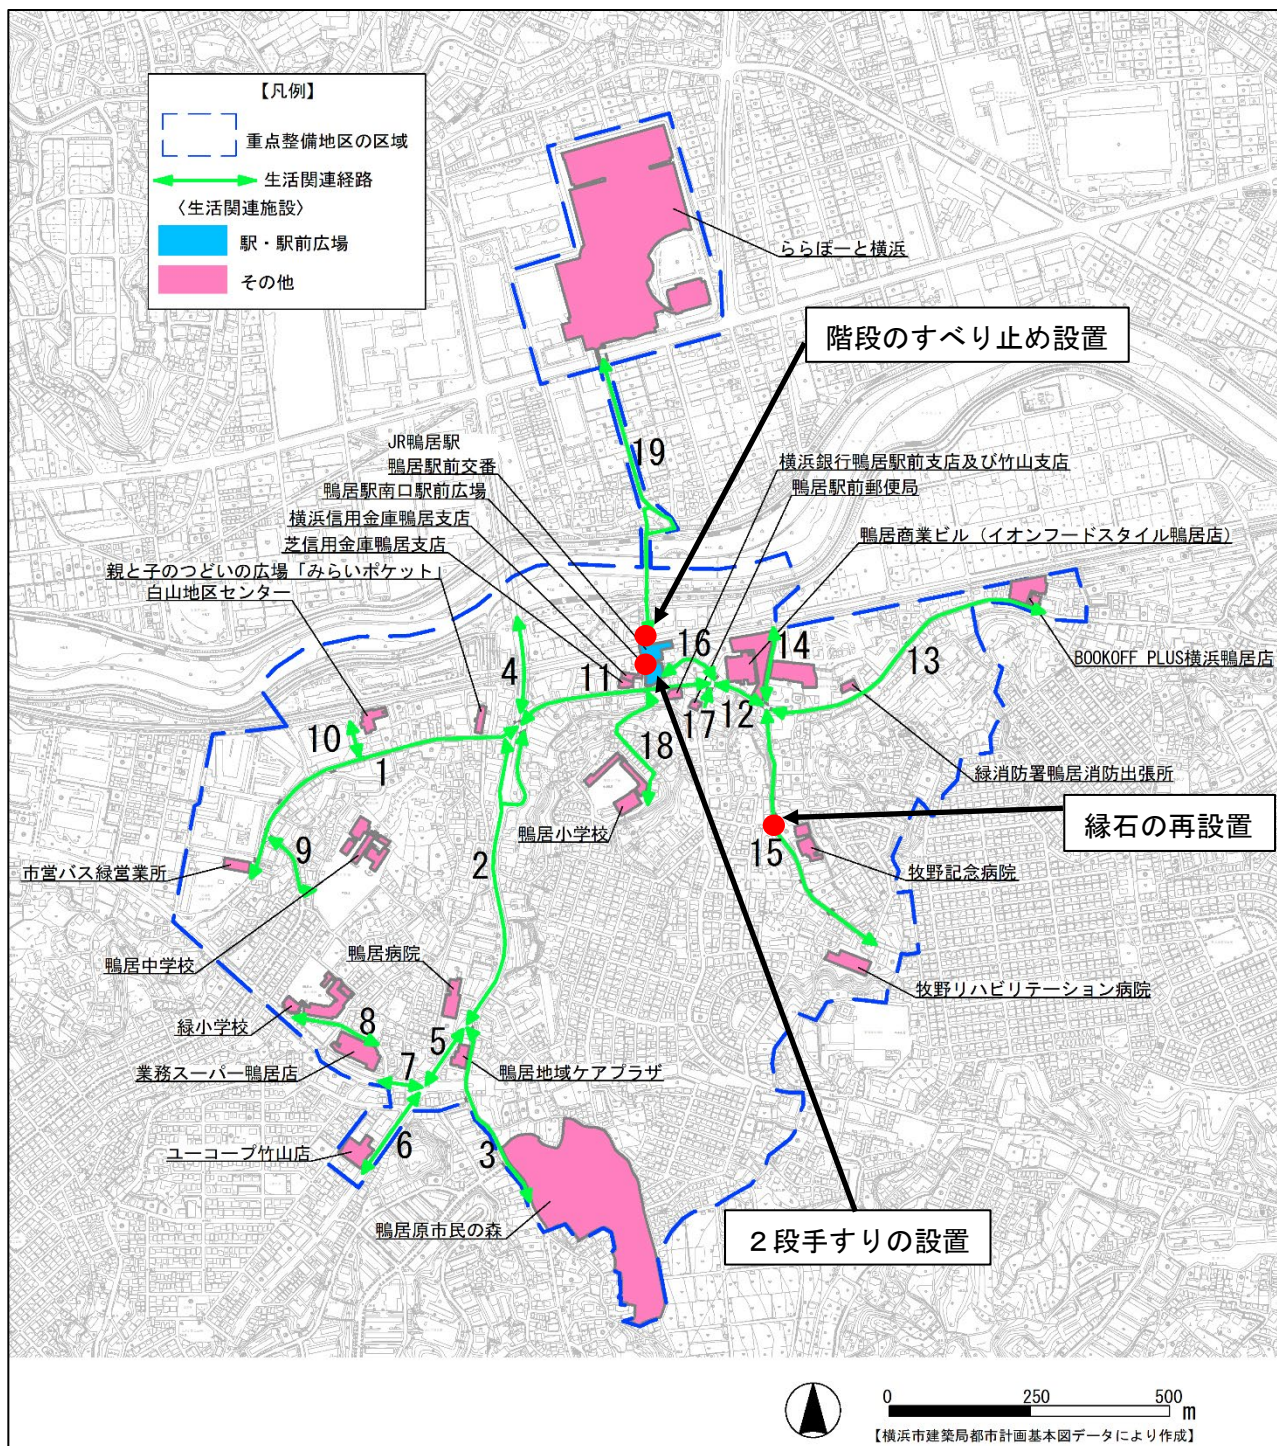 【凡例】
重点整備地区の区域
生活関連経路
〈生活関連施設〉
駅・駅前広場
その他
ららぽーと横浜
階段のすべり止め設置
JR鴨居駅
鴨居駅前交番
鴨居駅南口駅前広場
横浜信用金庫鴨居支店
芝信用金庫鴨居支店
親と子のつどいの広場「みらいポケット」
白山地区センター
19
横浜銀行鴨居駅前支店及び竹山支店
鴨居駅前郵便局
鴨居商業ビル（イオンフードスタイル鴨居店）
BOOKOFF PLUS横浜鴨居店
4
11
16
14
13
10
1
18
17
12
緑消防署鴨居消防出張所
縁石の再設置
鴨居小学校
15
牧野記念病院
9
市営バス緑営業所
2
鴨居中学校
鴨居病院
牧野リハビリテーション病院
緑小学校
8
5
業務スーパー鴨居店
7
鴨居地域ケアプラザ
ユーコープ竹山店
6
3
鴨居原市民の森
２段手すりの設置
0 250 500
m
【横浜市建築局都市計画基本図データにより作成】